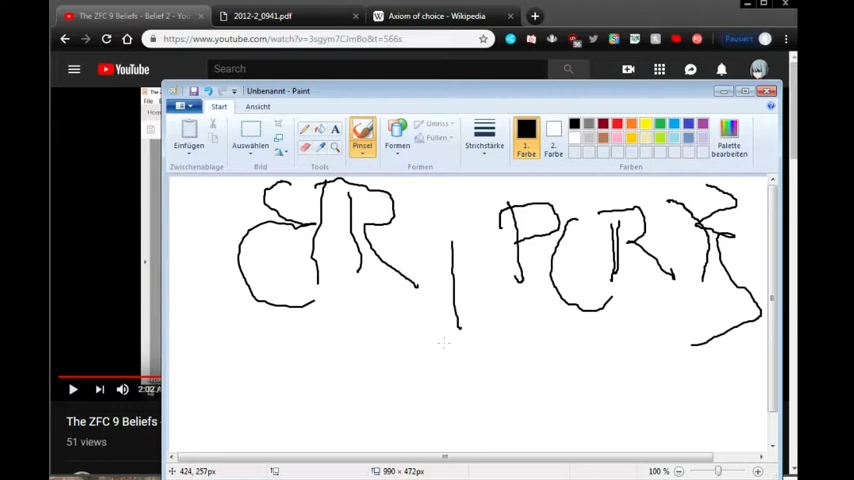 The ZFC 9 Beliefs - Belief 2 - You
2012-2_0941.pdf
Axiom of choice - Wikipedia
https://www.youtube.com/watch?v=3sgym7CJmBo&t=566s
Pausiert
YouTube
Search
Unbenannt - Paint
Start
Ansicht
Einfügen
Auswählen
Pinsel
Formen
Umriss
Füllen
Strichstärke
1. Farbe
2. Farbe
Palette bearbeiten
Zwischenablage
Bild
Tools
Formen
Farben
424, 257px
990 × 472px
100 %
2:02
The ZFC 9 Beliefs -
51 views